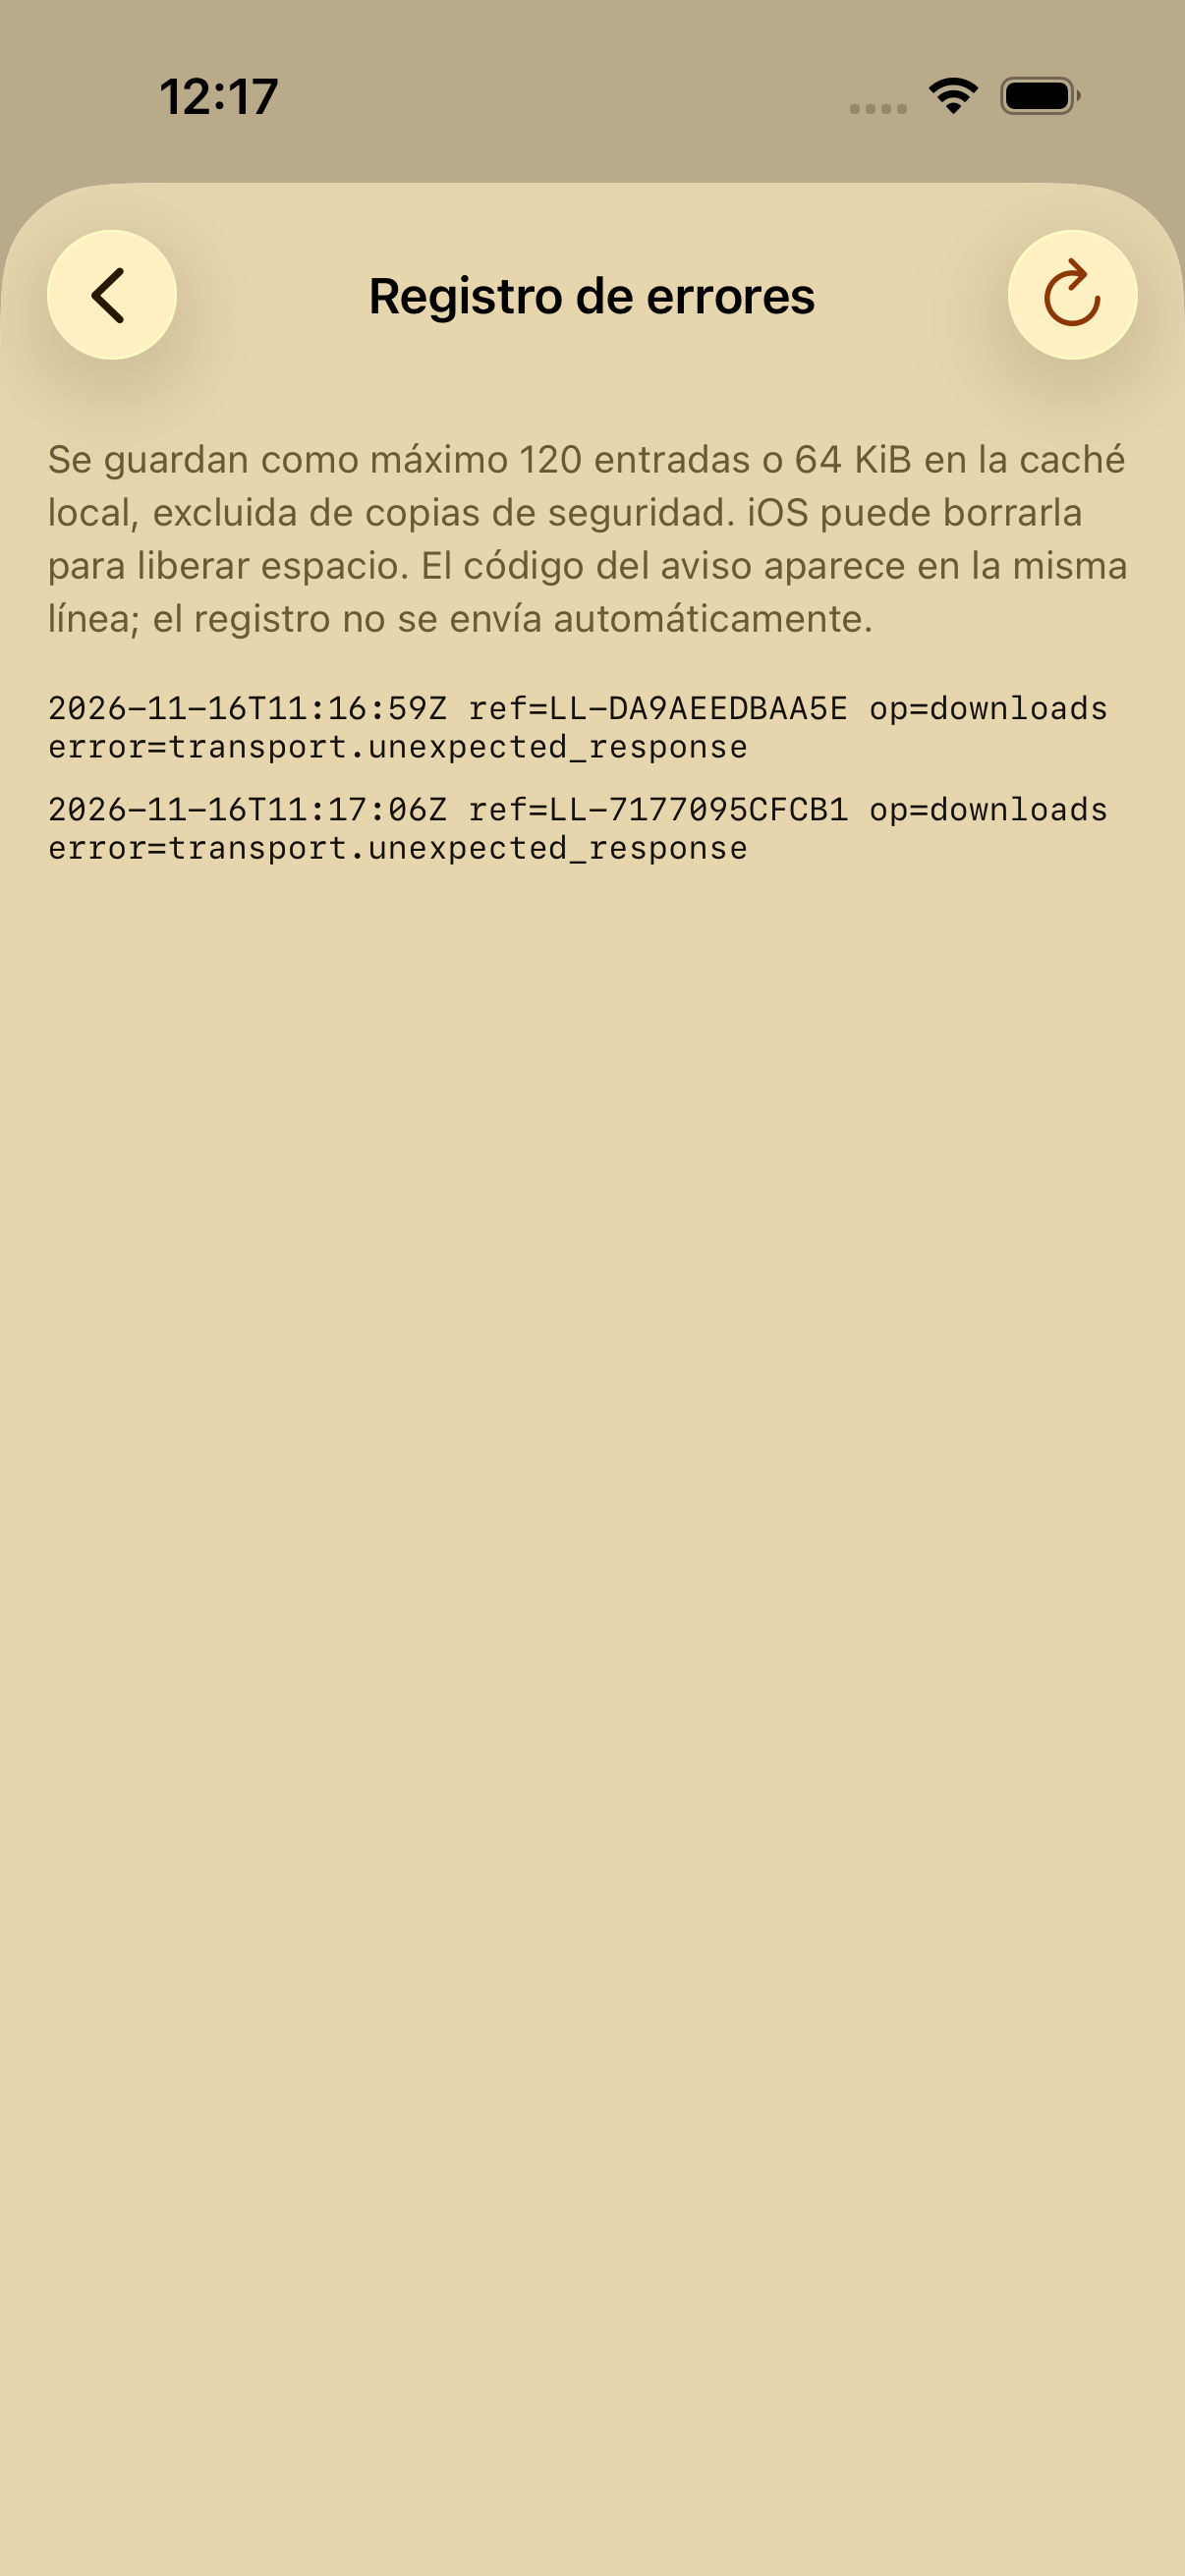 12:17
Registro de errores
Se guardan como máximo 120 entradas o 64 KiB en la caché
local, excluida de copias de seguridad. iOS puede borrarla
para liberar espacio. El código del aviso aparece en la misma
línea; el registro no se envía automáticamente.
2026-11-16T11:16:59Z ref=LL-DA9AEEDBAA5E op=downloads
error=transport.unexpected_response
2026-11-16T11:17:06Z ref=LL-7177095CFCB1 op=downloads
error=transport.unexpected_response